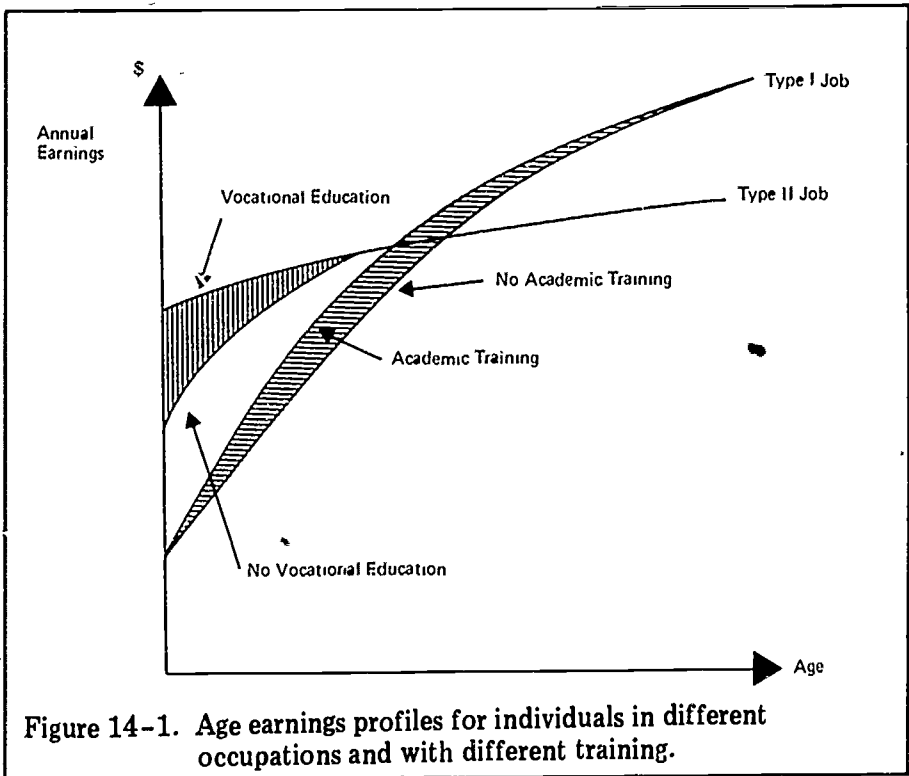 $
Type I Job
Annual
Earnings
Type II Job
Vocational Education
No Academic Training
Academic Training
No Vocational Education
Age
Figure 14-1. Age earnings profiles for individuals in different
occupations and with different training.